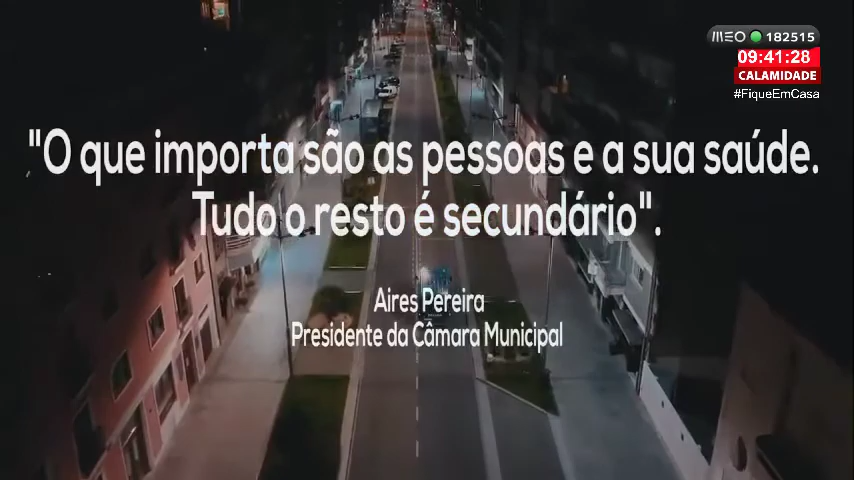 MEO 182515
09:41:28
CALAMIDADE
#FiqueEmCasa
"O que importa são as pessoas e a sua saúde.
Tudo o resto é secundário".
Aires Pereira
Presidente da Câmara Municipal